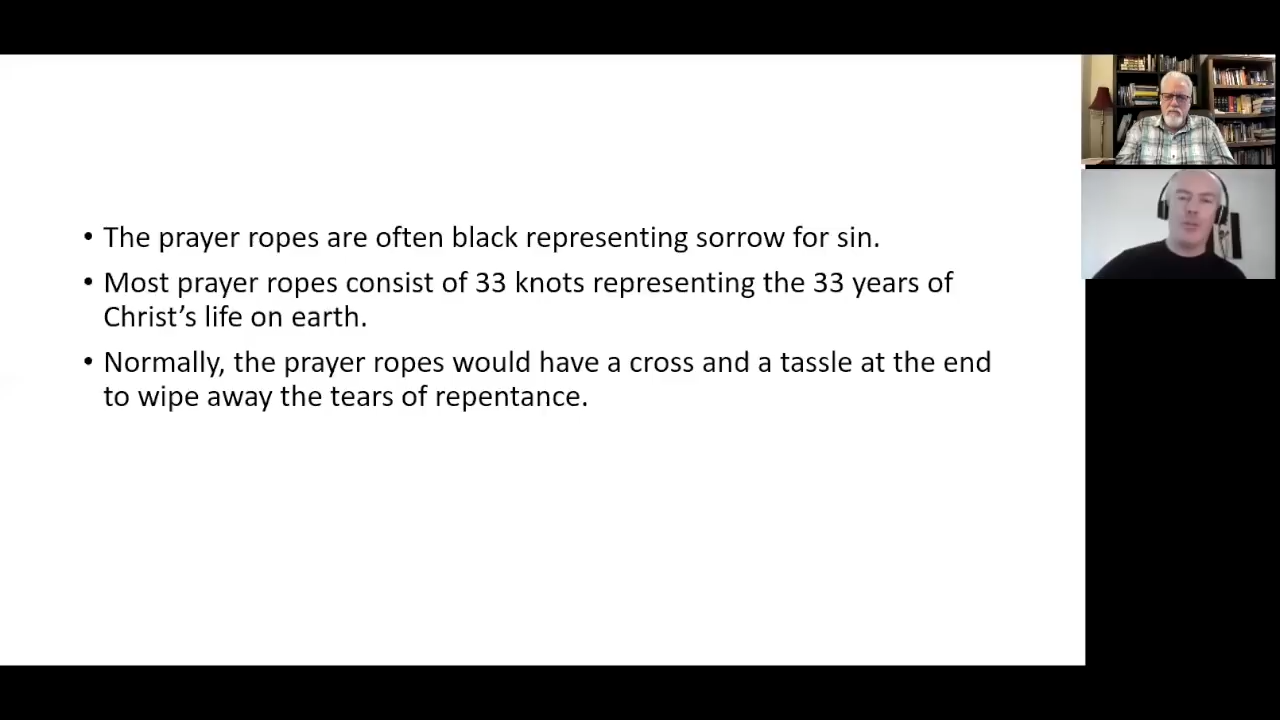 • The prayer ropes are often black representing sorrow for sin.
• Most prayer ropes consist of 33 knots representing the 33 years of
Christ’s life on earth.
• Normally, the prayer ropes would have a cross and a tassle at the end
to wipe away the tears of repentance.